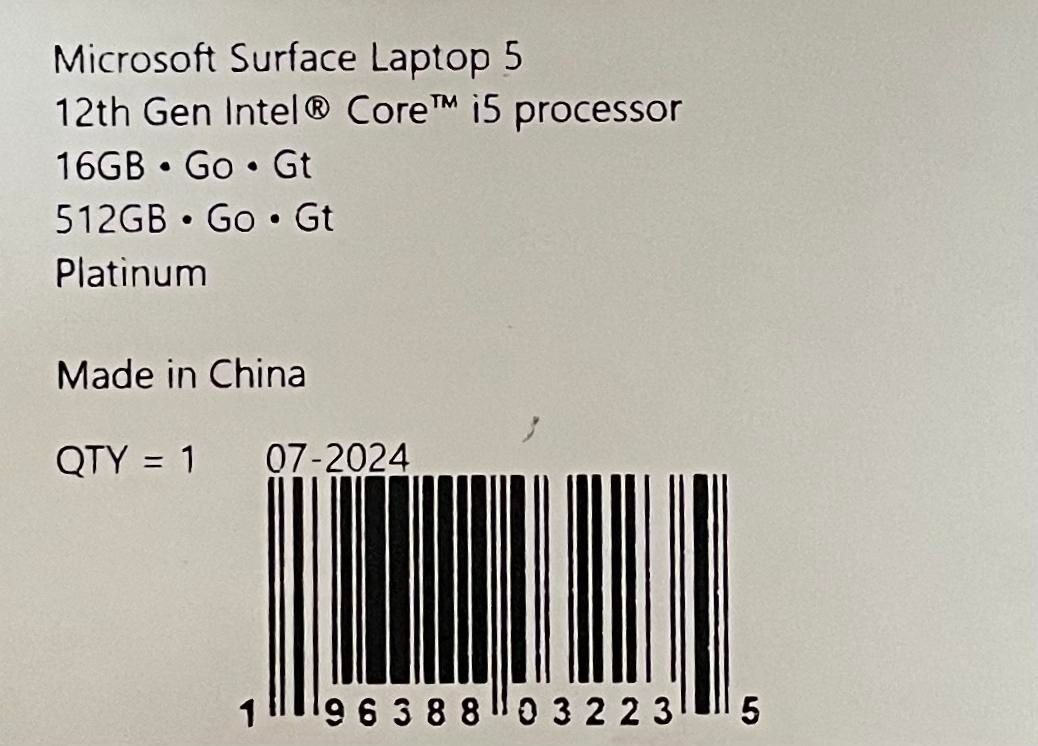 Microsoft Surface Laptop 5
12th Gen Intel® Core™ i5 processor
16GB • Go • Gt
512GB • Go • Gt
Platinum
Made in China
QTY = 1 07-2024
1 96388 03223 5